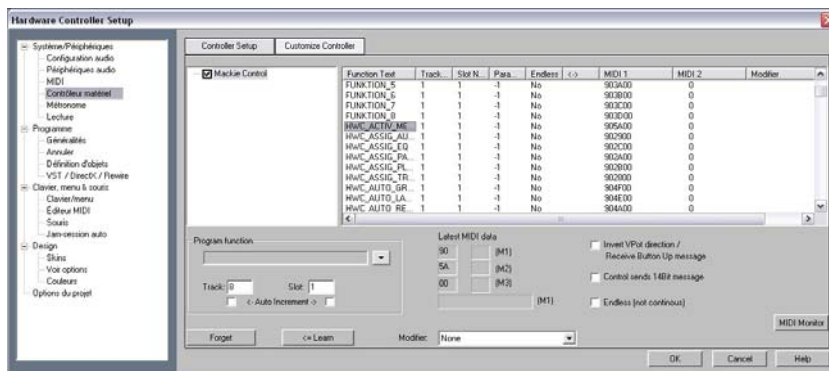 Hardware Controller Setup
Système/Périphériques
Configuration audio
Périphériques audio
MIDI
Contrôleur matériel
Métronome
Lecture
Programme
Généralités
Annuler
Définition d'objets
VST / DirectX / Rewire
Clavier, menu & souris
Clavier/menu
Editeur MIDI
Souris
Jam-session auto
Design
Skins
Voir options
Couleurs
Options du projet
Controller Setup Customize Controller
Mackie Control
Function Text Track... Slot N... Para... Endless <-> MIDI 1 MIDI 2 Modifier
FUNKTION_5 1 1 -1 No 903A00 0
FUNKTION_6 1 1 -1 No 903B00 0
FUNKTION_7 1 1 -1 No 903C00 0
FUNKTION_8 1 1 -1 No 903D00 0
HWC_ACTIV_ME... 1 1 -1 No 905A00 0
HWC_ASSIG_AU... 1 1 -1 No 902900 0
HWC_ASSIG_EQ 1 1 -1 No 902C00 0
HWC_ASSIG_PA... 1 1 -1 No 902A00 0
HWC_ASSIG_PL... 1 1 -1 No 902B00 0
HWC_ASSIG_TR... 1 1 -1 No 902800 0
HWC_AUTO_GR... 1 1 -1 No 904F00 0
HWC_AUTO_LA... 1 1 -1 No 904E00 0
HWC_AUTO_RE... 1 1 -1 No 904A00 0
Program function
Track: 8 Slot: 1
<- Auto Increment ->
Latest MIDI data
90 (M1)
5A (M2)
00 (M3)
(M1)
Invert VPot direction /
Receive Button Up message
Control sends 14Bit message
Endless (not continous)
MIDI Monitor
Forget <= Learn Modifier: None
OK Cancel Help